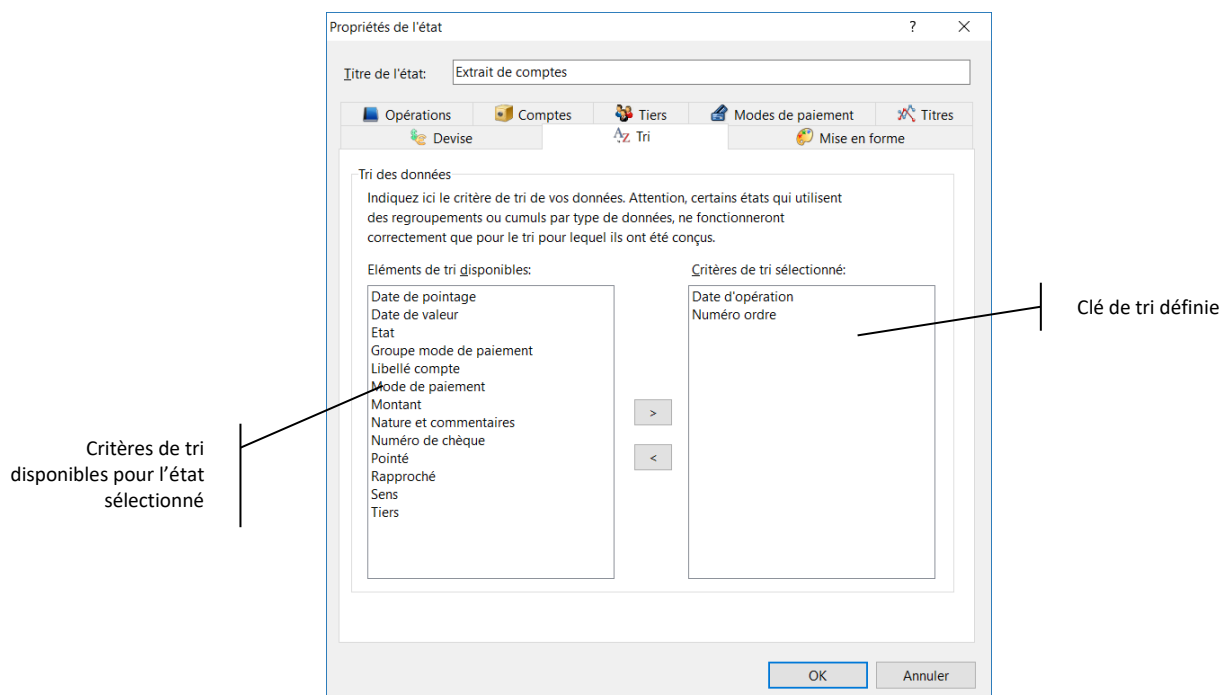 Propriétés de l'état
?
Titre de l'état:
Extrait de comptes
Opérations
Comptes
Tiers
Modes de paiement
Titres
Devise
Tri
Mise en forme
Tri des données
Indiquez ici le critère de tri de vos données. Attention, certains états qui utilisent
des regroupements ou cumuls par type de données, ne fonctionneront
correctement que pour le tri pour lequel ils ont été conçus.
Eléments de tri disponibles:
Date de pointage
Date de valeur
Etat
Groupe mode de paiement
Libellé compte
Mode de paiement
Montant
Nature et commentaires
Numéro de chèque
Pointé
Rapproché
Sens
Tiers
>
<
Critères de tri sélectionné:
Date d'opération
Numéro ordre
Clé de tri définie
Critères de tri
disponibles pour l’état
sélectionné
OK
Annuler